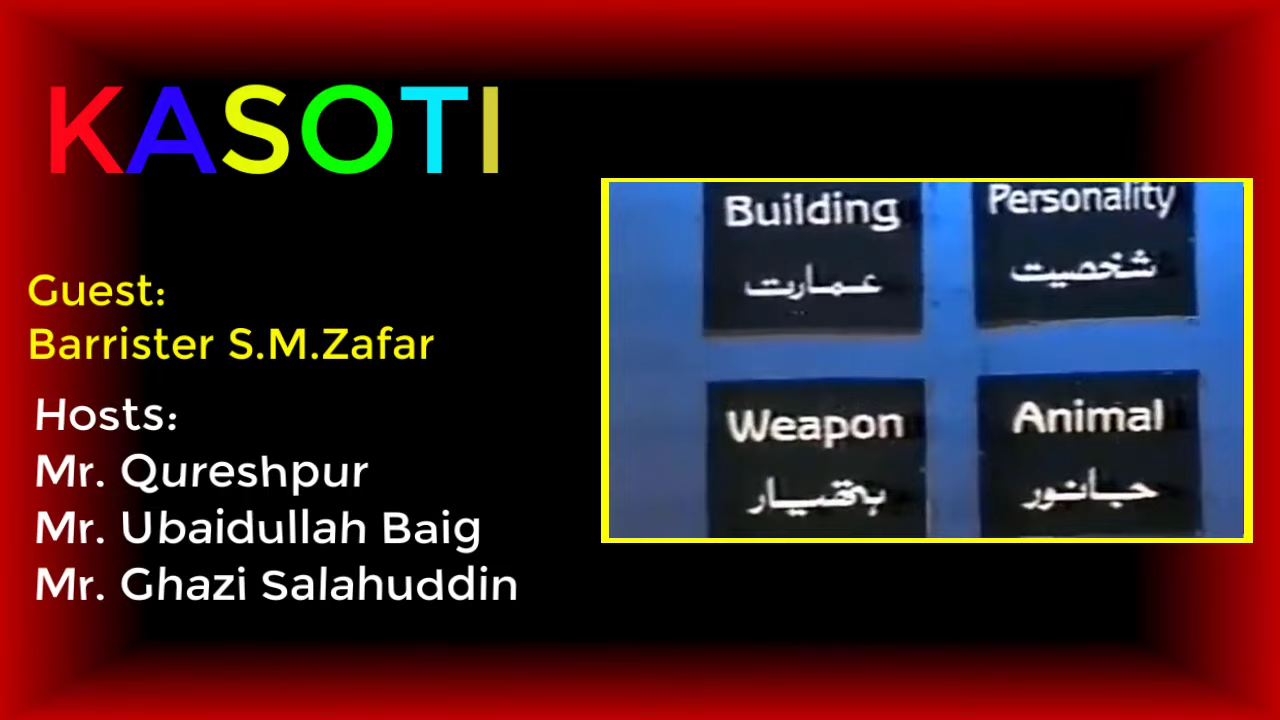 KASOTI
Guest:
Barrister S.M.Zafar
Hosts:
Mr. Qureshpur
Mr. Ubaidullah Baig
Mr. Ghazi Salahuddin
Building
عمارت
Personality
شخصیت
Weapon
ہتھیار
Animal
جانور